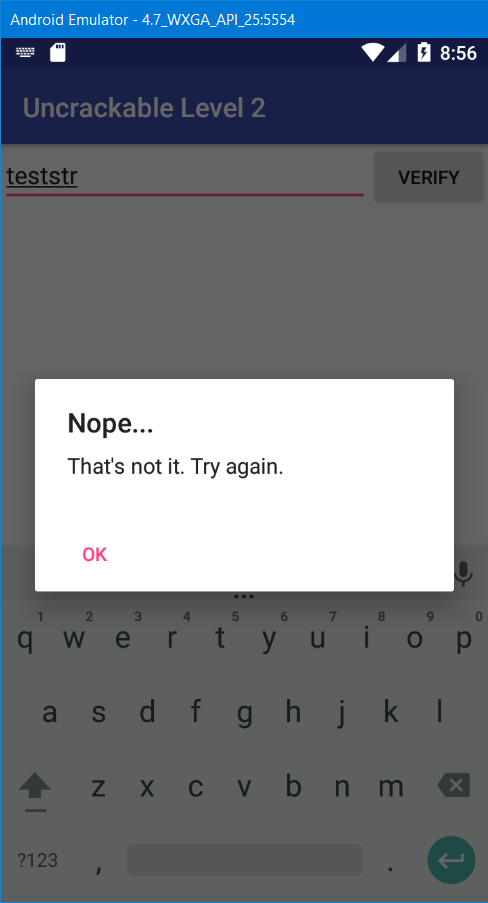 Android Emulator - 4.7_WXGA_API_25:5554
8:56
Uncrackable Level 2
teststr VERIFY
Nope...
That's not it. Try again.
OK
1 2 3 4 5 6 7 8 9 0
q w e r t y u i o p
a s d f g h j k l
z x c v b n m
?123 , .